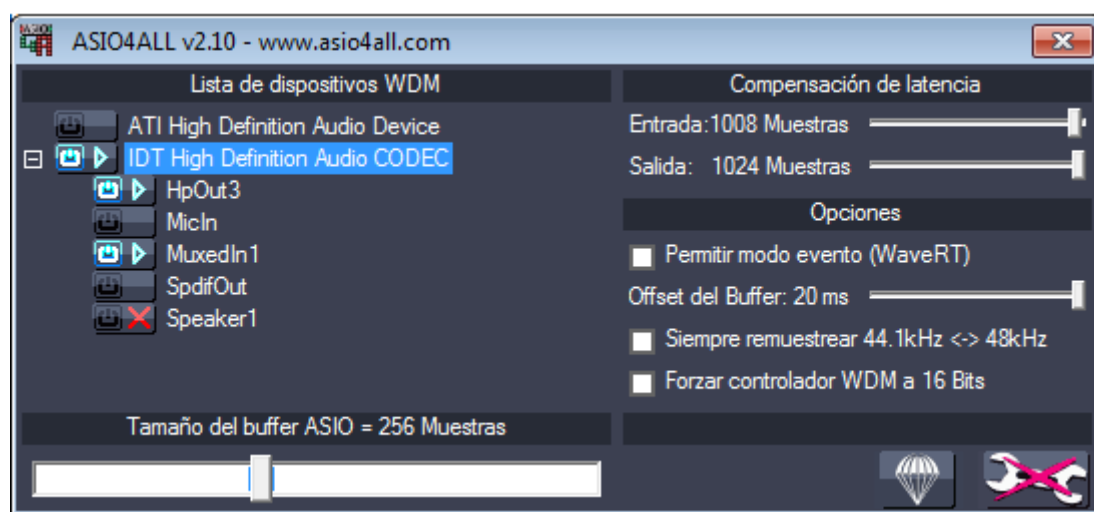 ASIO4ALL v2.10 - www.asio4all.com
Lista de dispositivos WDM
ATI High Definition Audio Device
IDT High Definition Audio CODEC
HpOut3
MicIn
MuxedIn1
SpdifOut
Speaker1
Tamaño del buffer ASIO = 256 Muestras
Compensación de latencia
Entrada:1008 Muestras
Salida: 1024 Muestras
Opciones
Permitir modo evento (WaveRT)
Offset del Buffer: 20 ms
Siempre remuestrear 44.1kHz <-> 48kHz
Forzar controlador WDM a 16 Bits